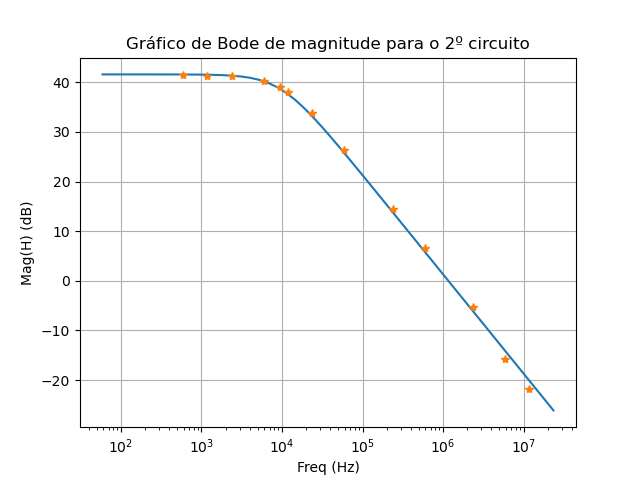 Gráfico de Bode de magnitude para o 2º circuito
Mag(H) (dB)
40
30
20
10
0
−10
−20
10² 10³ 10⁴ 10⁵ 10⁶ 10⁷
Freq (Hz)